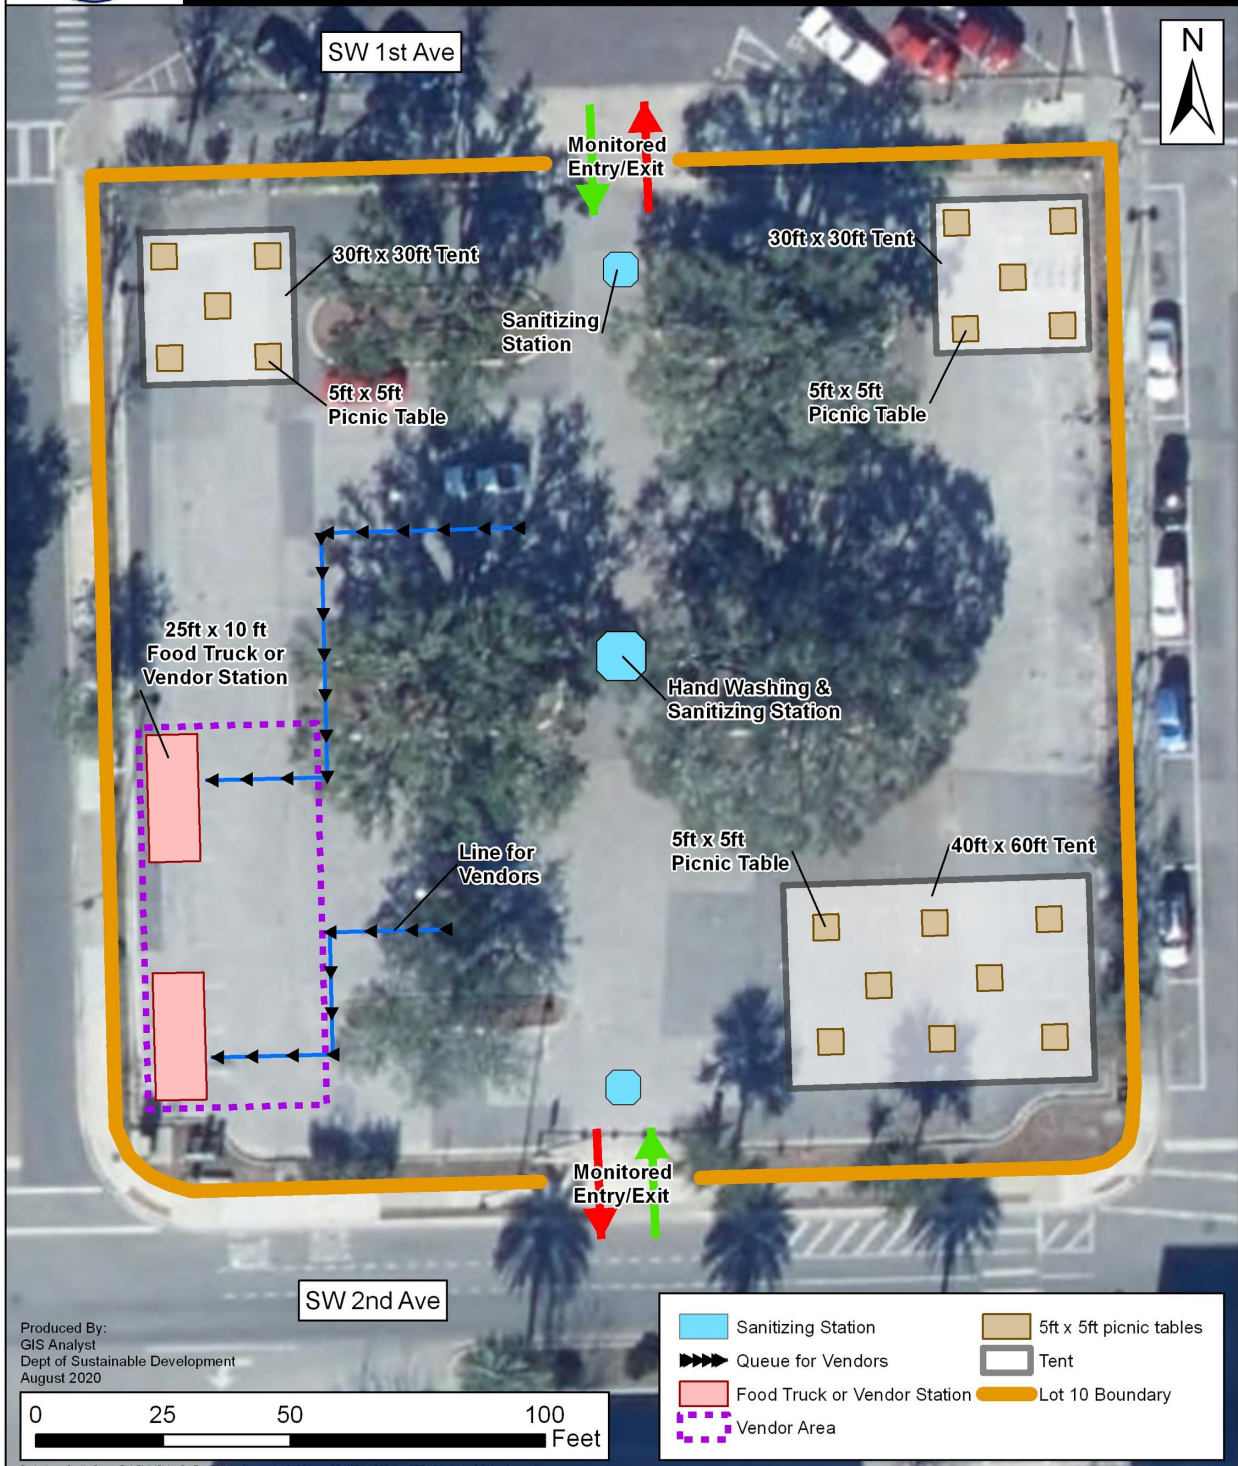 SW 1st Ave
N
Monitored
Entry/Exit
30ft x 30ft Tent
30ft x 30ft Tent
Sanitizing
Station
5ft x 5ft
Picnic Table
5ft x 5ft
Picnic Table
25ft x 10 ft
Food Truck or
Vendor Station
Hand Washing &
Sanitizing Station
5ft x 5ft
Picnic Table
40ft x 60ft Tent
Line for
Vendors
Monitored
Entry/Exit
SW 2nd Ave
Produced By:
GIS Analyst
Dept of Sustainable Development
August 2020
0 25 50 100
Feet
Sanitizing Station
Queue for Vendors
Food Truck or Vendor Station
Vendor Area
5ft x 5ft picnic tables
Tent
Lot 10 Boundary